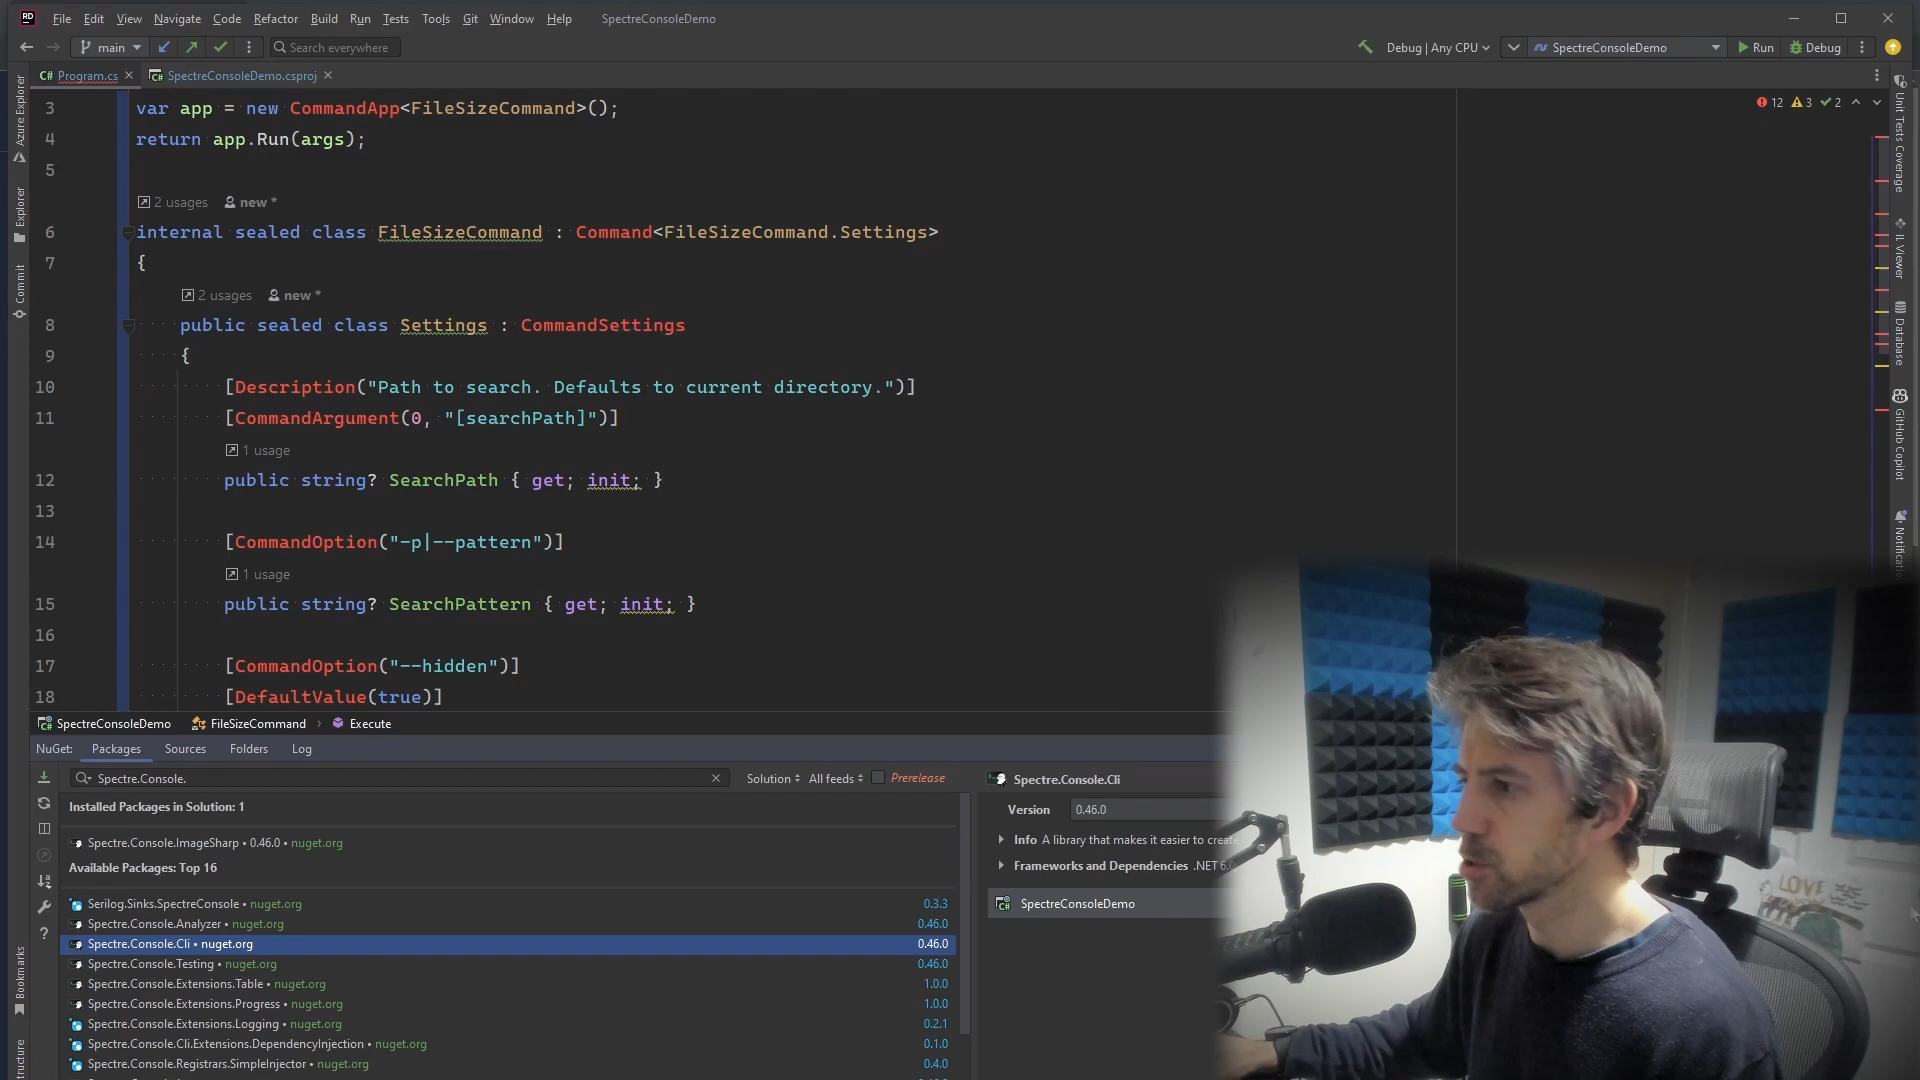 RD File Edit View Navigate Code Refactor Build Run Tests Tools Git Window Help SpectreConsoleDemo
main Search everywhere Debug | Any CPU SpectreConsoleDemo Run Debug
C# Program.cs SpectreConsoleDemo.csproj
12 3 2
3 var app = new CommandApp<FileSizeCommand>();
4 return app.Run(args);
5
2 usages new *
6 internal sealed class FileSizeCommand : Command<FileSizeCommand.Settings>
7 {
2 usages new *
8 public sealed class Settings : CommandSettings
9 {
10 [Description("Path to search. Defaults to current directory.")]
11 [CommandArgument(0, "[searchPath]")]
1 usage
12 public string? SearchPath { get; init; }
13
14 [CommandOption("-p|--pattern")]
1 usage
15 public string? SearchPattern { get; init; }
16
17 [CommandOption("--hidden")]
18 [DefaultValue(true)]
SpectreConsoleDemo FileSizeCommand Execute
NuGet: Packages Sources Folders Log
Spectre.Console. Solution All feeds Prerelease
Installed Packages in Solution: 1
Spectre.Console.ImageSharp • 0.46.0 • nuget.org
Available Packages: Top 16
Serilog.Sinks.SpectreConsole • nuget.org 0.3.3
Spectre.Console.Analyzer • nuget.org 0.46.0
Spectre.Console.Cli • nuget.org 0.46.0
Spectre.Console.Testing • nuget.org 0.46.0
Spectre.Console.Extensions.Table • nuget.org 1.0.0
Spectre.Console.Extensions.Progress • nuget.org 1.0.0
Spectre.Console.Extensions.Logging • nuget.org 0.2.1
Spectre.Console.Cli.Extensions.DependencyInjection • nuget.org 0.1.0
Spectre.Console.Registrars.SimpleInjector • nuget.org 0.4.0
Spectre.Console.Cli
Version 0.46.0
Info A library that makes it easier to create
Frameworks and Dependencies .NET 6.0
SpectreConsoleDemo
Azure Explorer
Explorer
Commit
Bookmarks
Unit Tests Coverage
IL Viewer
Database
GitHub Copilot
LOVE